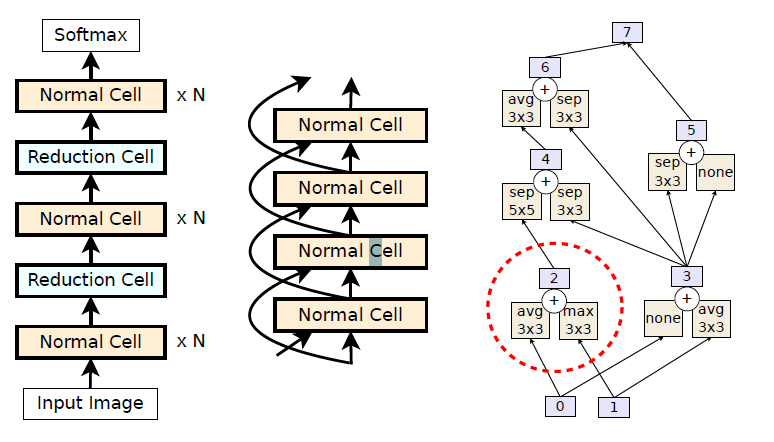 Softmax
Normal Cell
x N
Reduction Cell
Normal Cell
x N
Reduction Cell
Normal Cell
x N
Input Image
Normal Cell
Normal Cell
Normal Cell
Normal Cell
7
6
+
avg
3x3
sep
3x3
5
+
sep
3x3
none
4
+
sep
5x5
sep
3x3
2
+
avg
3x3
max
3x3
3
+
none
avg
3x3
0
1